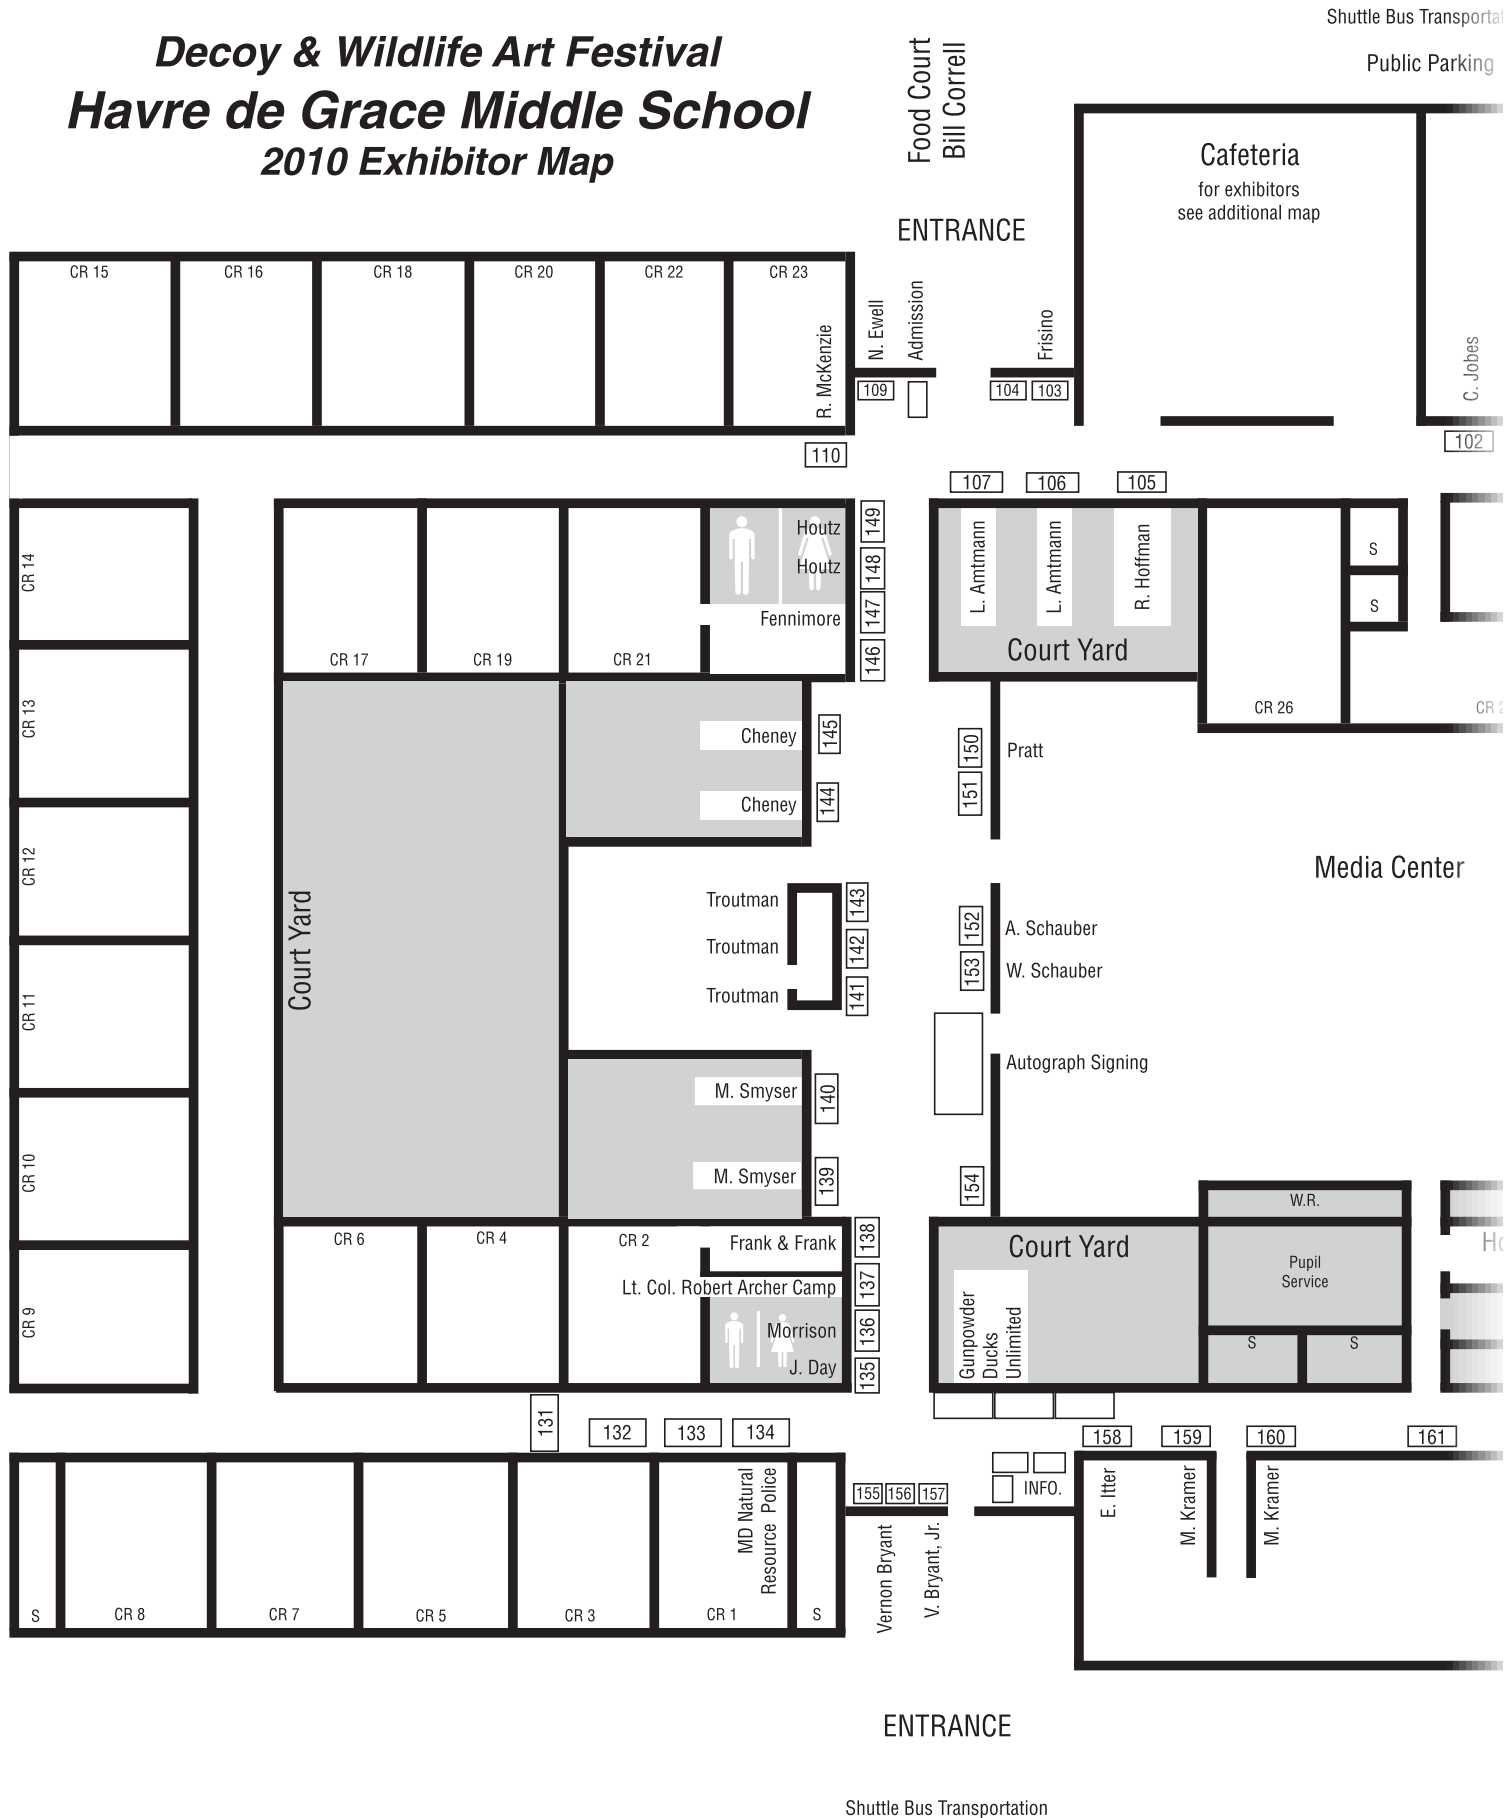 Shuttle Bus
Decoy & Wildlife Art Festival
Havre de Grace Middle School
2010 Exhibitor Map
Food Court
Bill Correll
Public Parking
Cafeteria
for exhibitors
see additional map
ENTRANCE
CR 15
CR 16
CR 18
CR 20
CR 22
CR 23
R. McKenzie
N. Ewell
Admission
Frisino
C. Jobes
109
104
103
110
102
107
106
105
CR 14
CR 13
CR 12
CR 11
CR 10
CR 9
CR 17
CR 19
CR 21
Houtz
Houtz
Fennimore
149
148
147
146
L. Amtmann
L. Amtmann
R. Hoffman
Court Yard
CR 26
S
S
CR
Court Yard
Cheney
Cheney
145
144
150
151
Pratt
Media Center
Troutman
Troutman
Troutman
143
142
141
152
153
A. Schauber
W. Schauber
Autograph Signing
M. Smyser
M. Smyser
140
139
154
CR 6
CR 4
CR 2
Frank & Frank
Lt. Col. Robert Archer Camp
Morrison
J. Day
138
137
136
135
Court Yard
Gunpowder
Ducks
Unlimited
W.R.
Pupil
Service
S
S
131
132
133
134
158
159
160
161
S
CR 8
CR 7
CR 5
CR 3
CR 1
S
MD Natural
Resource Police
155
156
157
Vernon Bryant
V. Bryant, Jr.
INFO.
E. Itter
M. Kramer
M. Kramer
ENTRANCE
Shuttle Bus Transportation